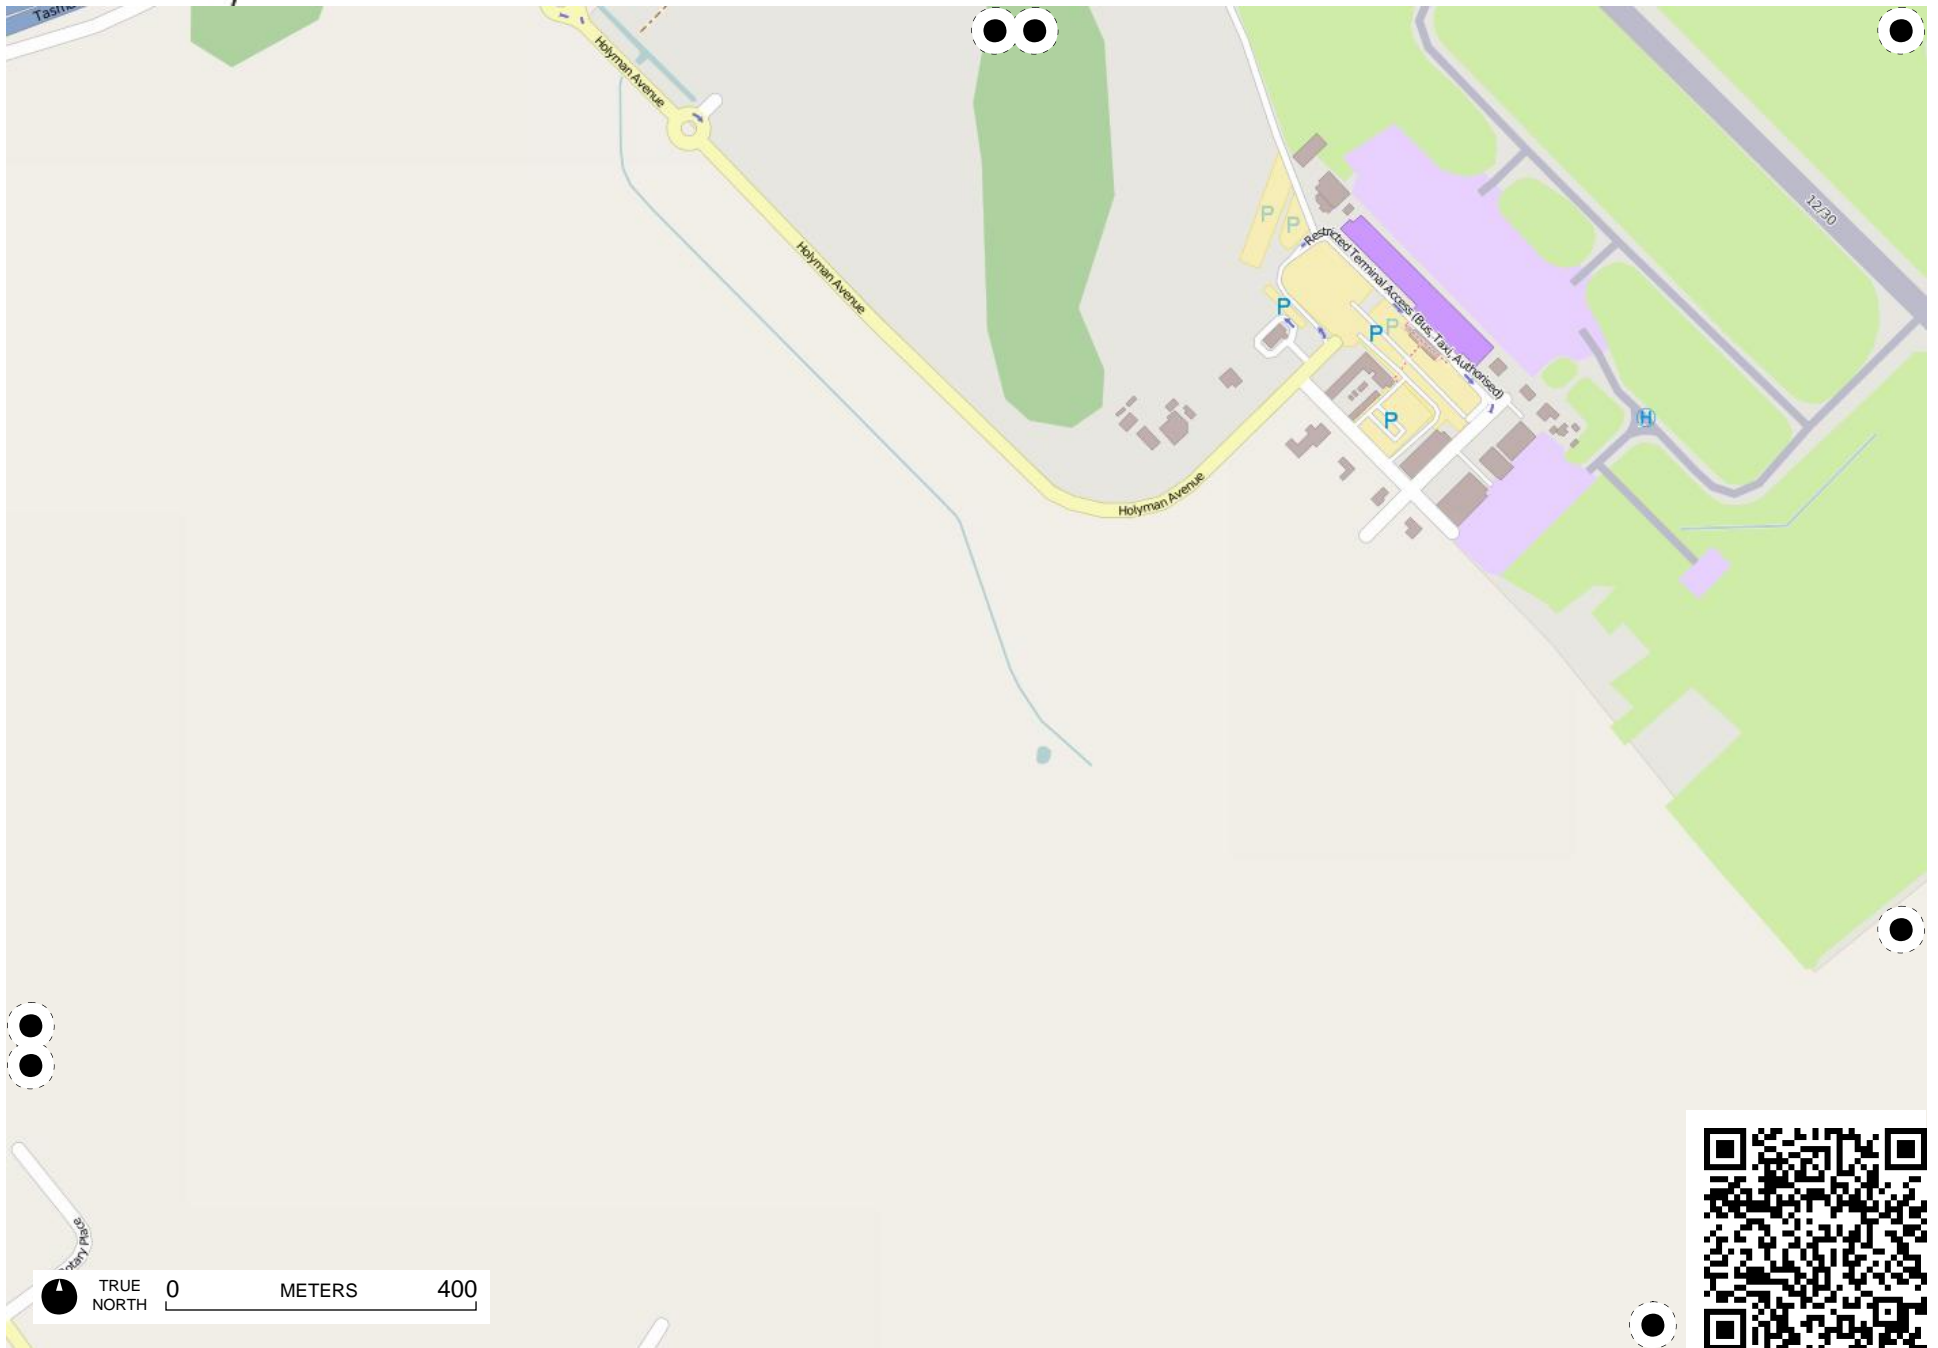 Holyman Avenue
12/30
P
P
Holyman Avenue
Restricted Terminal Access (Bus, Taxi, Authorised)
P
P
P
P
H
Holyman Avenue
TRUE
NORTH
0
METERS
400